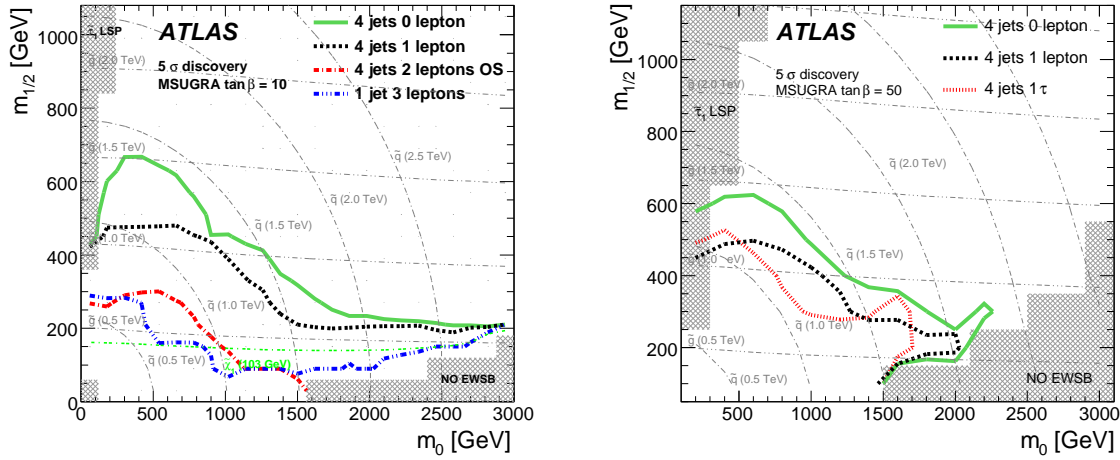 ATLAS
5 σ discovery
MSUGRA tan β = 10
4 jets 0 lepton
4 jets 1 lepton
4 jets 2 leptons OS
1 jet 3 leptons
LSP
(2.0 TeV)
q̃ (2.5 TeV)
(1.5 TeV)
q̃ (2.0 TeV)
q̃ (1.5 TeV)
(1.0 TeV)
q̃ (1.0 TeV)
g̃ (0.5 TeV)
q̃ (0.5 TeV)
(103 GeV)
NO EWSB
m1/2 [GeV]
1000
800
600
400
200
0
0 500 1000 1500 2000 2500 3000
m0 [GeV]
ATLAS
5 σ discovery
MSUGRA tan β = 50
4 jets 0 lepton
4 jets 1 lepton
4 jets 1 τ
(2.0 TeV)
τ̃1 LSP
q̃ (2.0 TeV)
(1.5 TeV)
q̃ (1.5 TeV)
q̃ (1.0 TeV)
g̃ (0.5 TeV)
q̃ (0.5 TeV)
NO EWSB
m1/2 [GeV]
1000
800
600
400
200
500 1000 1500 2000 2500 3000
m0 [GeV]